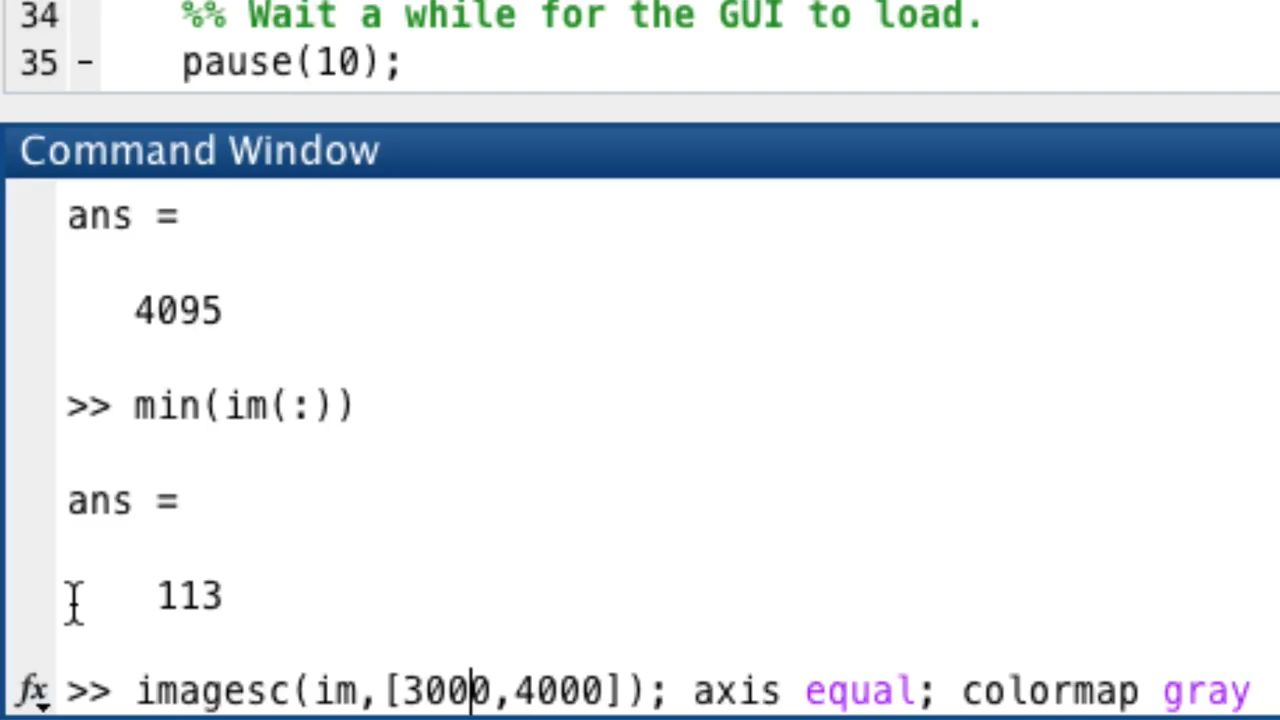 34 %% Wait a while for the GUI to load.
35 - pause(10);
Command Window
ans =
4095
>> min(im(:))
ans =
113
fx >> imagesc(im,[3000,4000]); axis equal; colormap gray